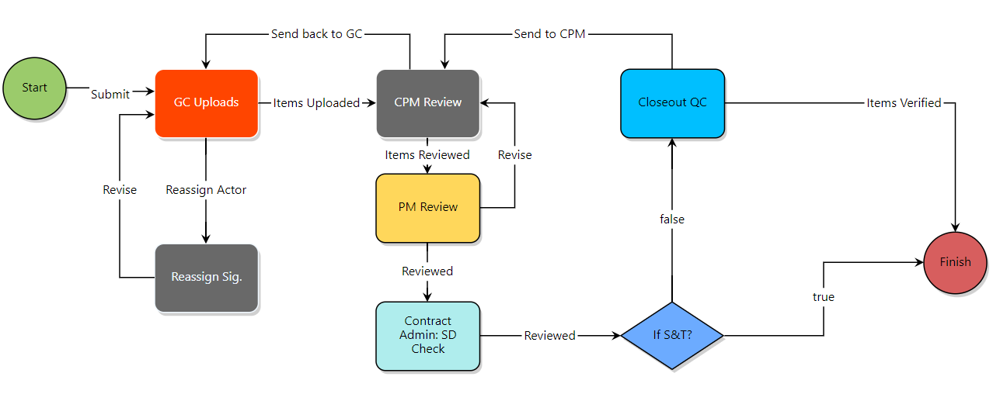 Send back to GC
Send to CPM
Start
Submit
GC Uploads
Items Uploaded
CPM Review
Closeout QC
Items Verified
Items Reviewed
Revise
Revise
Reassign Actor
PM Review
false
Finish
Reviewed
Reassign Sig.
true
Contract
Admin: SD
Check
Reviewed
If S&T?